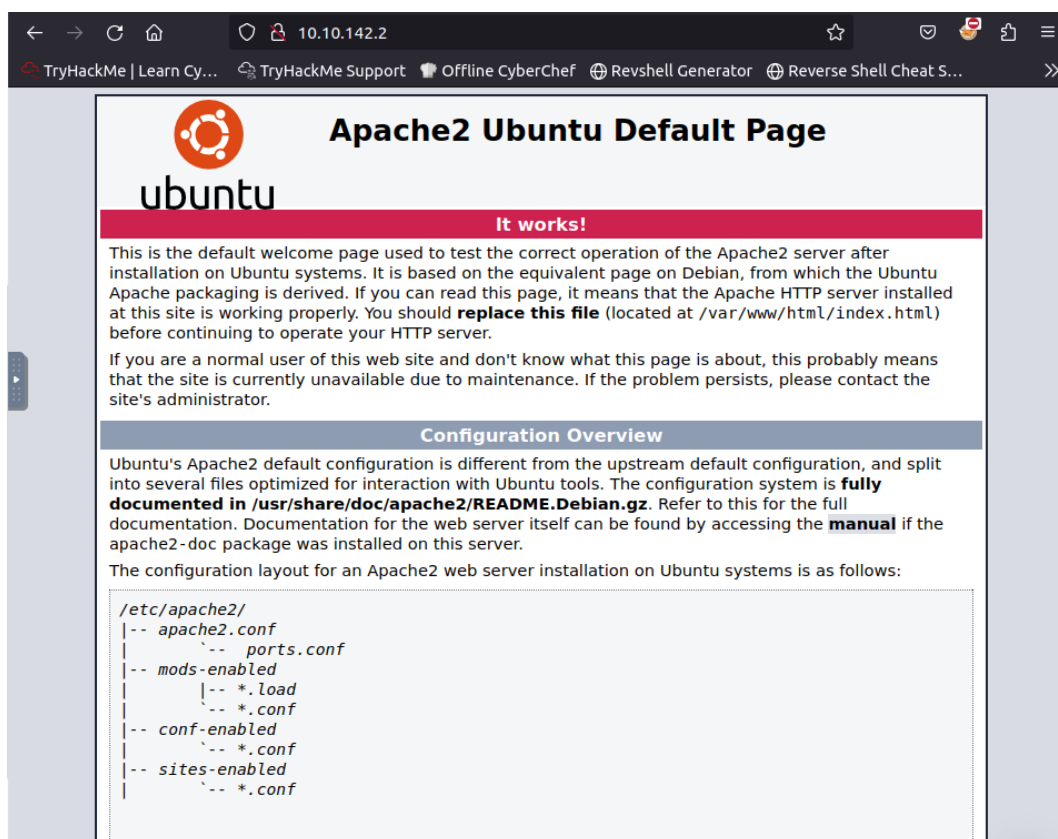 10.10.142.2
TryHackMe | Learn Cy... TryHackMe Support Offline CyberChef Revshell Generator Reverse Shell Cheat S...
ubuntu
Apache2 Ubuntu Default Page
It works!
This is the default welcome page used to test the correct operation of the Apache2 server after
installation on Ubuntu systems. It is based on the equivalent page on Debian, from which the Ubuntu
Apache packaging is derived. If you can read this page, it means that the Apache HTTP server installed
at this site is working properly. You should replace this file (located at /var/www/html/index.html)
before continuing to operate your HTTP server.
If you are a normal user of this web site and don't know what this page is about, this probably means
that the site is currently unavailable due to maintenance. If the problem persists, please contact the
site's administrator.
Configuration Overview
Ubuntu's Apache2 default configuration is different from the upstream default configuration, and split
into several files optimized for interaction with Ubuntu tools. The configuration system is fully
documented in /usr/share/doc/apache2/README.Debian.gz. Refer to this for the full
documentation. Documentation for the web server itself can be found by accessing the manual if the
apache2-doc package was installed on this server.
The configuration layout for an Apache2 web server installation on Ubuntu systems is as follows:
/etc/apache2/
|-- apache2.conf
|       `--  ports.conf
|-- mods-enabled
|       |-- *.load
|       `-- *.conf
|-- conf-enabled
|       `-- *.conf
|-- sites-enabled
|       `-- *.conf